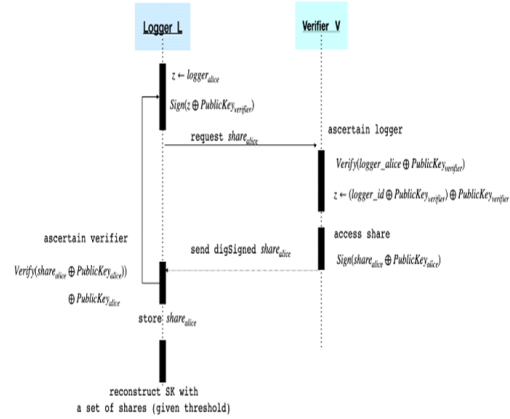 Logger L
Verifier V
z ← logger_alice
Sign(z ⊕ PublicKey_verifier)
request share_alice
ascertain logger
Verify(logger_alice ⊕ PublicKey_verifier)
z ← (logger_id ⊕ PublicKey_verifier) ⊕ PublicKey_verifier
access share
Sign(share_alice ⊕ PublicKey_alice)
send digSigned share_alice
ascertain verifier
Verify(share_alice ⊕ PublicKey_alice))
⊕ PublicKey_alice
store share_alice
reconstruct SK with
a set of shares (given threshold)